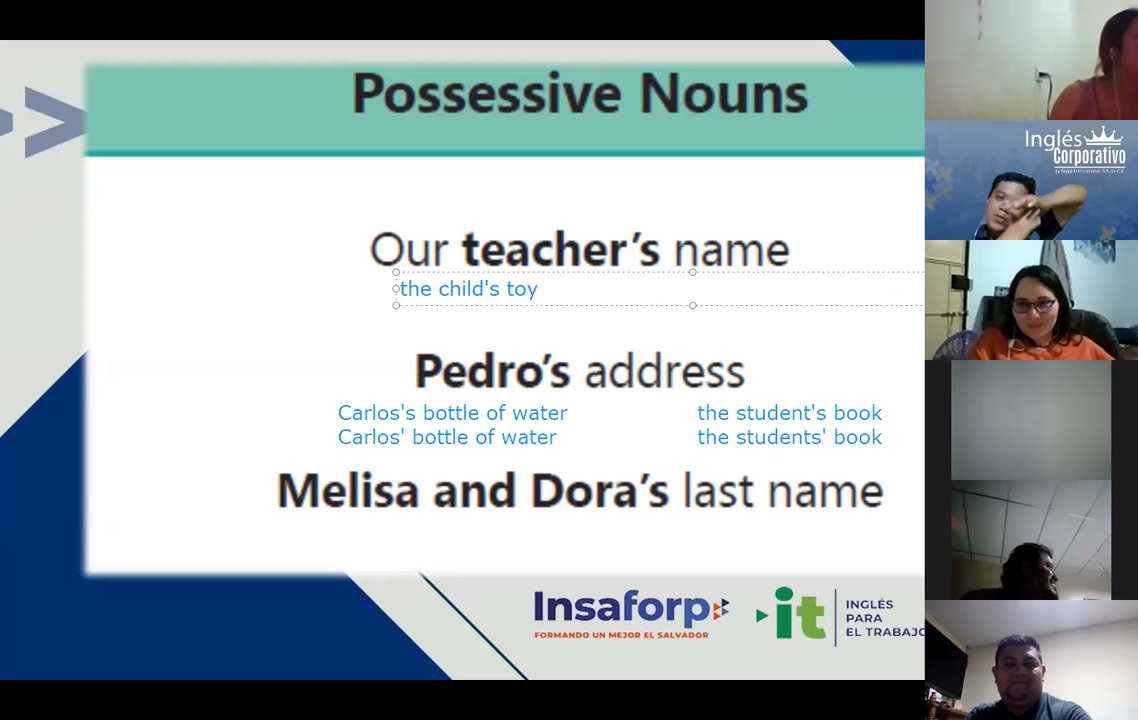 Possessive Nouns
Our teacher's name
the child's toy
Pedro's address
Carlos's bottle of water
Carlos' bottle of water
the student's book
the students' book
Melisa and Dora's last name
Insaforp
FORMANDO UN MEJOR EL SALVADOR
it
INGLÉS
PARA
EL TRABAJO
Inglés
Corporativo